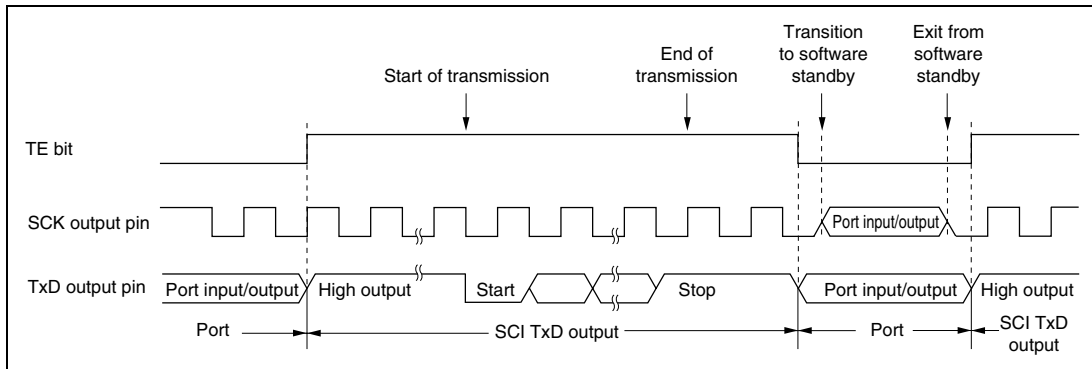 Transition
to software
standby
Exit from
software
standby
Start of transmission
End of
transmission
TE bit
SCK output pin
Port input/output
TxD output pin
Port input/output
High output
Start
Stop
Port input/output
High output
Port
SCI TxD output
Port
SCI TxD
output